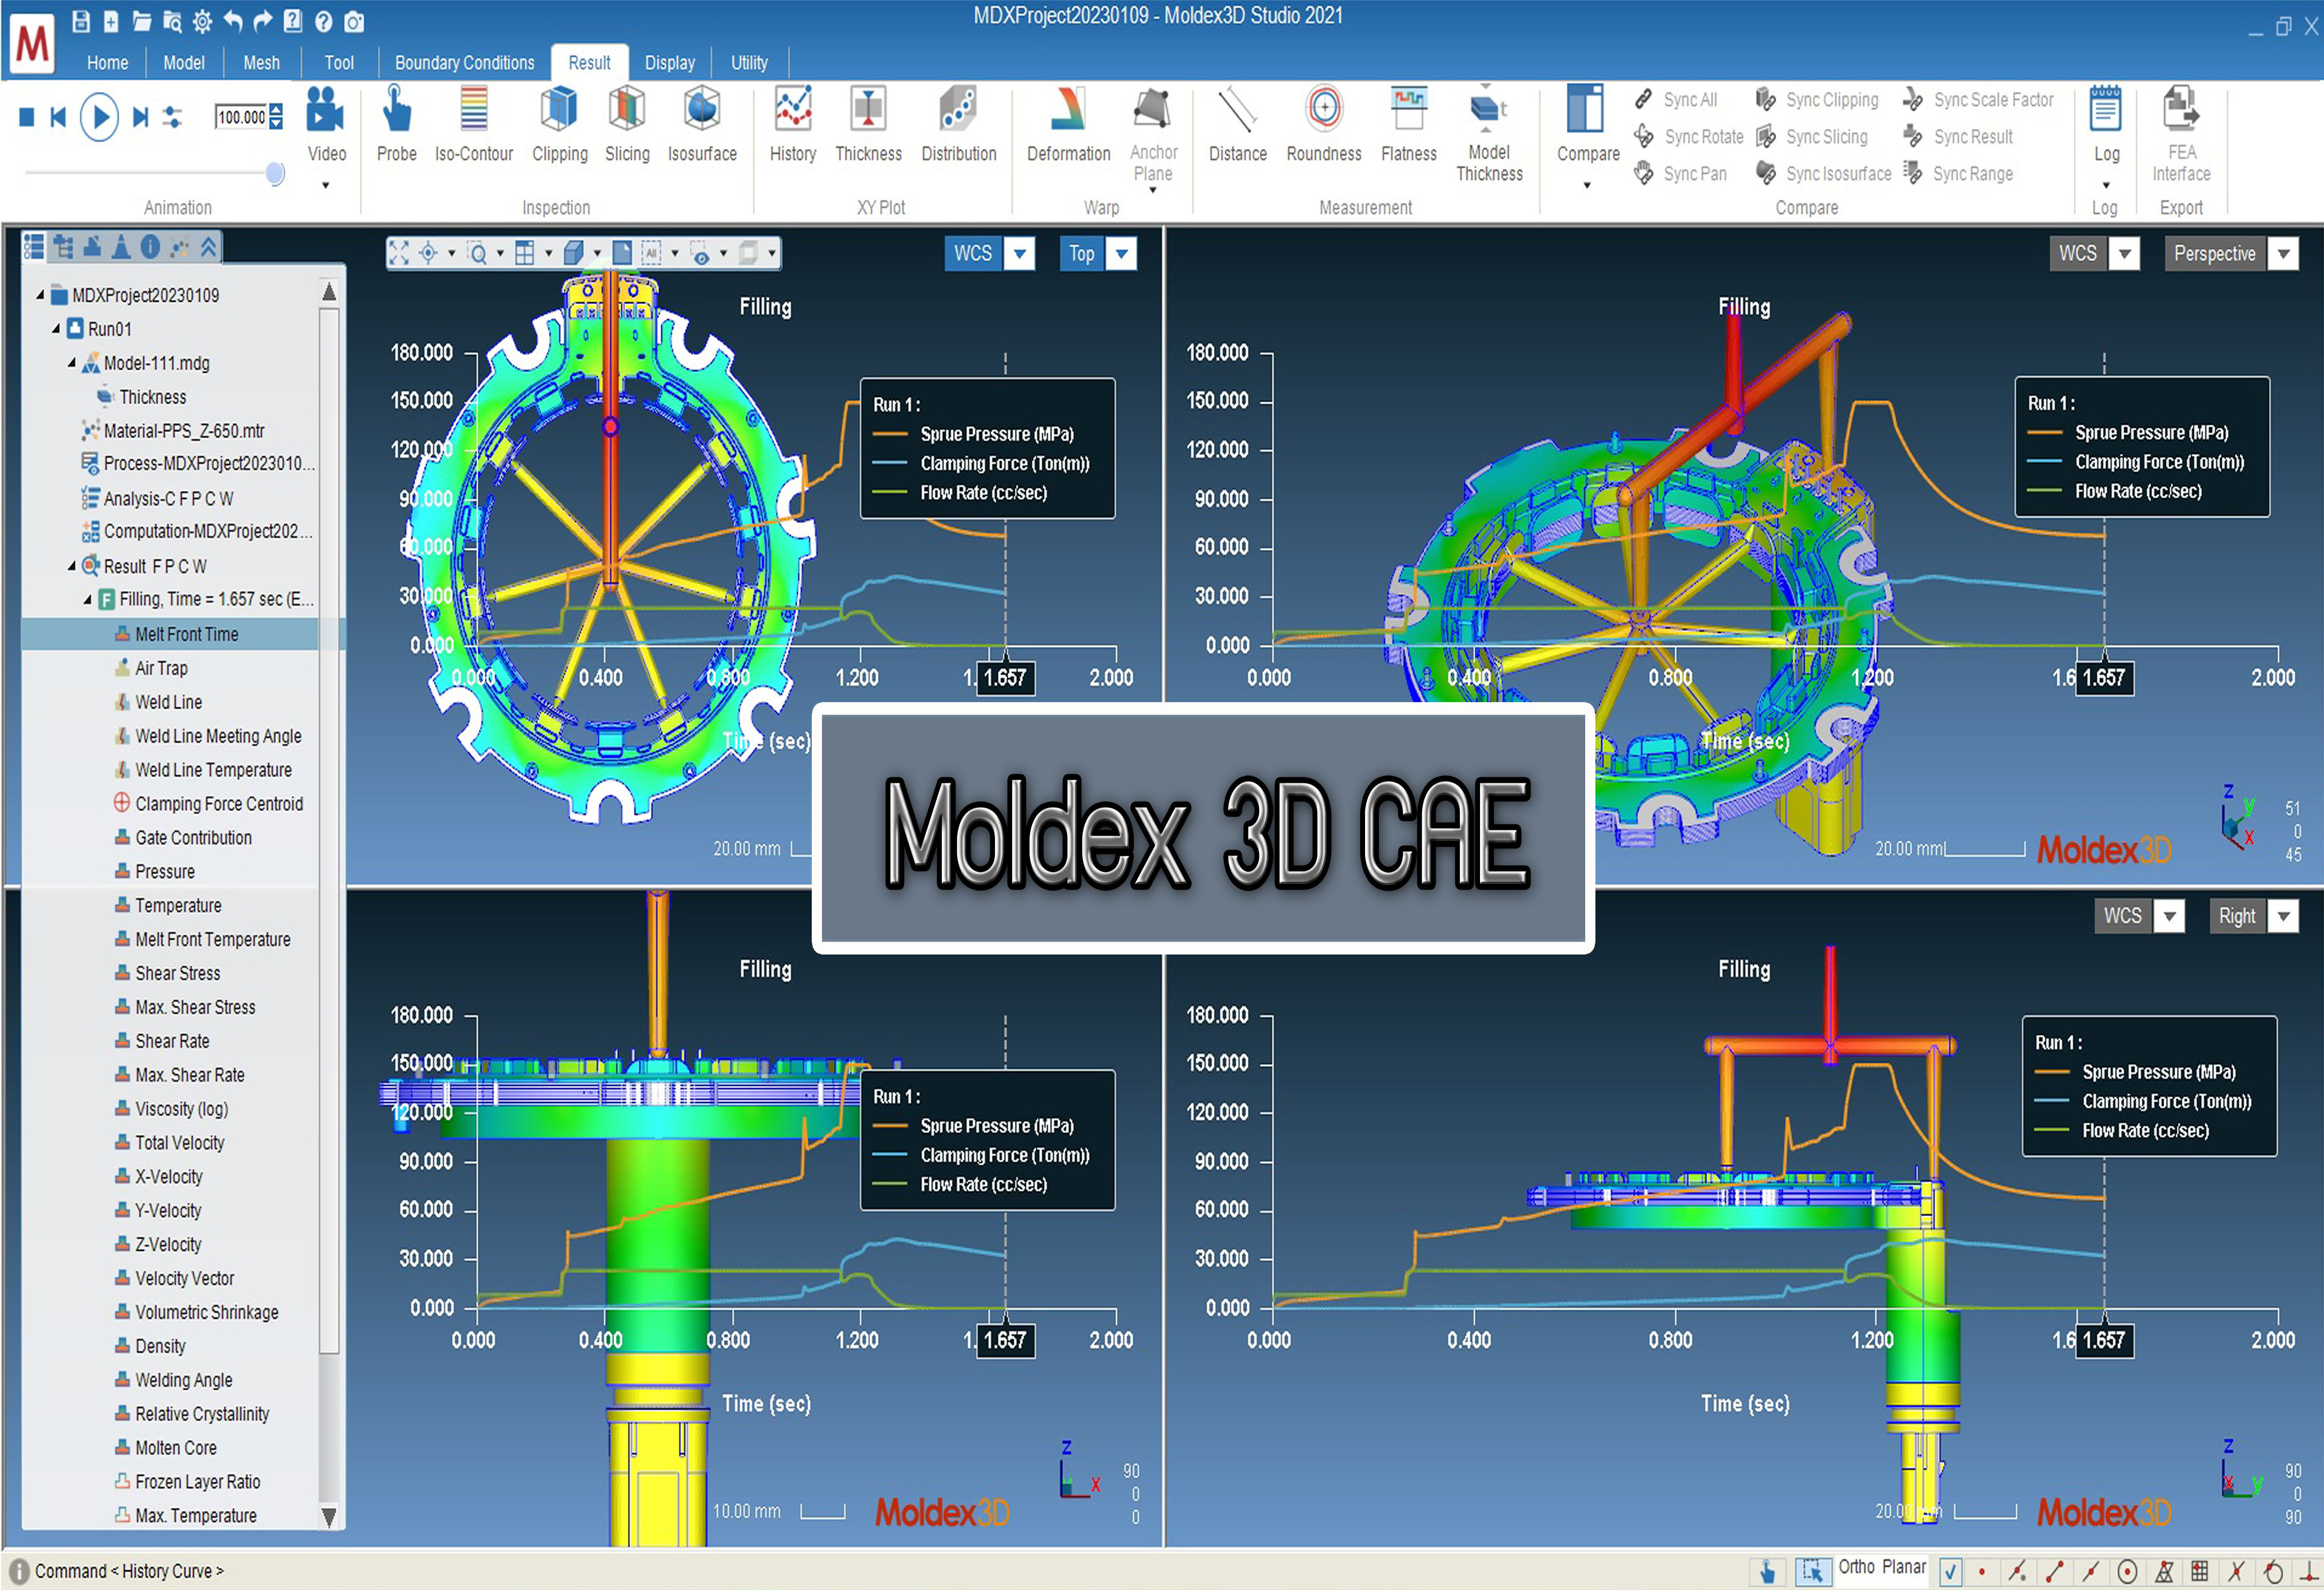 MDXProject20230109 - Moldex3D Studio 2021
Home Model Mesh Tool Boundary Conditions Result Display Utility
100.000
Video Probe Iso-Contour Clipping Slicing Isosurface History Thickness Distribution Deformation Anchor Plane Distance Roundness Flatness Model Thickness Compare Log FEA Interface
Sync All Sync Clipping Sync Scale Factor
Sync Rotate Sync Slicing Sync Result
Sync Pan Sync Isosurface Sync Range
Animation Inspection XY Plot Warp Measurement Compare Log Export
MDXProject20230109
Run01
Model-111.mdg
Thickness
Material-PPS_Z-650.mtr
Process-MDXProject2023010...
Analysis-C F P C W
Computation-MDXProject202...
Result F P C W
Filling, Time = 1.657 sec (E...
Melt Front Time
Air Trap
Weld Line
Weld Line Meeting Angle
Weld Line Temperature
Clamping Force Centroid
Gate Contribution
Pressure
Temperature
Melt Front Temperature
Shear Stress
Max. Shear Stress
Shear Rate
Max. Shear Rate
Viscosity (log)
Total Velocity
X-Velocity
Y-Velocity
Z-Velocity
Velocity Vector
Volumetric Shrinkage
Density
Welding Angle
Relative Crystallinity
Molten Core
Frozen Layer Ratio
Max. Temperature
All
WCS Top
Filling
180.000
150.000
120.000
90.000
60.000
30.000
0.000
0.000 0.400 0.800 1.200 1. 1.657 2.000
Time (sec)
Run 1 :
Sprue Pressure (MPa)
Clamping Force (Ton(m))
Flow Rate (cc/sec)
20.00 mm
WCS Perspective
Filling
180.000
150.000
120.000
90.000
60.000
30.000
0.000
0.000 0.400 0.800 1.200 1.6 1.657 2.000
Time (sec)
Run 1 :
Sprue Pressure (MPa)
Clamping Force (Ton(m))
Flow Rate (cc/sec)
20.00 mm
Moldex3D
Z
Y
X
51
0
45
Moldex 3D CAE
Filling
180.000
150.000
120.000
90.000
60.000
30.000
0.000
0.000 0.400 0.800 1.200 1. 1.657 2.000
Time (sec)
Run 1 :
Sprue Pressure (MPa)
Clamping Force (Ton(m))
Flow Rate (cc/sec)
10.00 mm
Moldex3D
Z
X
90
0
0
WCS Right
Filling
180.000
150.000
120.000
90.000
60.000
30.000
0.000
0.000 0.400 0.800 1.200 1.6 1.657 2.000
Time (sec)
Run 1 :
Sprue Pressure (MPa)
Clamping Force (Ton(m))
Flow Rate (cc/sec)
20.00 mm
Moldex3D
Z
X
Y
90
0
90
Command < History Curve >
Ortho Planar